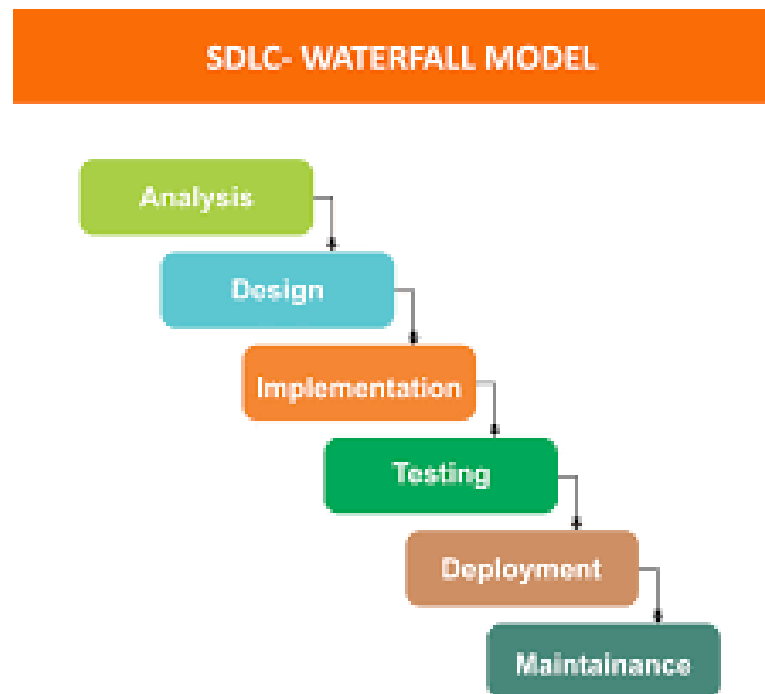 SDLC- WATERFALL MODEL
Analysis
Design
Implementation
Testing
Deployment
Maintainance